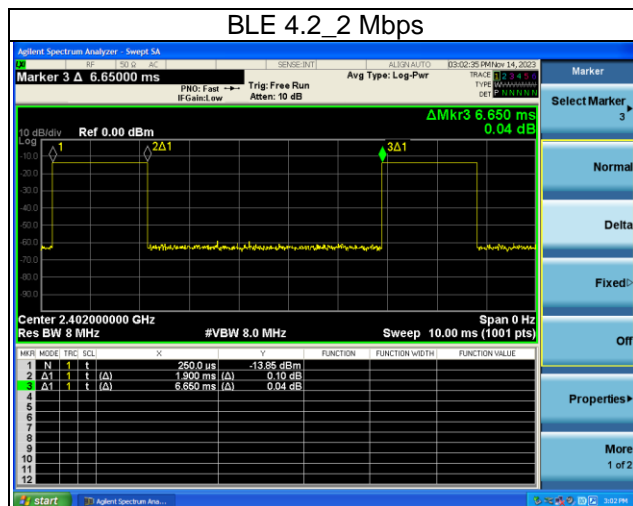 BLE 4.2_2 Mbps
Agilent Spectrum Analyzer - Swept SA
RF 50 Ω AC SENSE:INT ALIGN AUTO 03:02:35 PM Nov 14, 2023
Marker 3 Δ 6.65000 ms
PNO: Fast
IFGain:Low
Trig: Free Run
Atten: 10 dB
Avg Type: Log-Pwr
TRACE 1 2 3 4 5 6
TYPE
DET P N N N N N
ΔMkr3 6.650 ms
0.04 dB
10 dB/div Ref 0.00 dBm
Log
1
2Δ1
3Δ1
-10.0
-20.0
-30.0
-40.0
-50.0
-60.0
-70.0
-80.0
-90.0
Center 2.402000000 GHz Span 0 Hz
Res BW 8 MHz #VBW 8.0 MHz Sweep 10.00 ms (1001 pts)
MKR MODE TRC SCL X Y FUNCTION FUNCTION WIDTH FUNCTION VALUE
1 N 1 t 250.0 µs -13.85 dBm
2 Δ1 1 t (Δ) 1.900 ms (Δ) 0.10 dB
3 Δ1 1 t (Δ) 6.650 ms (Δ) 0.04 dB
4
5
6
7
8
9
10
11
12
Marker
Select Marker
3
Normal
Delta
Fixed
Off
Properties
More
1 of 2
start Agilent Spectrum Ana... 3:02 PM